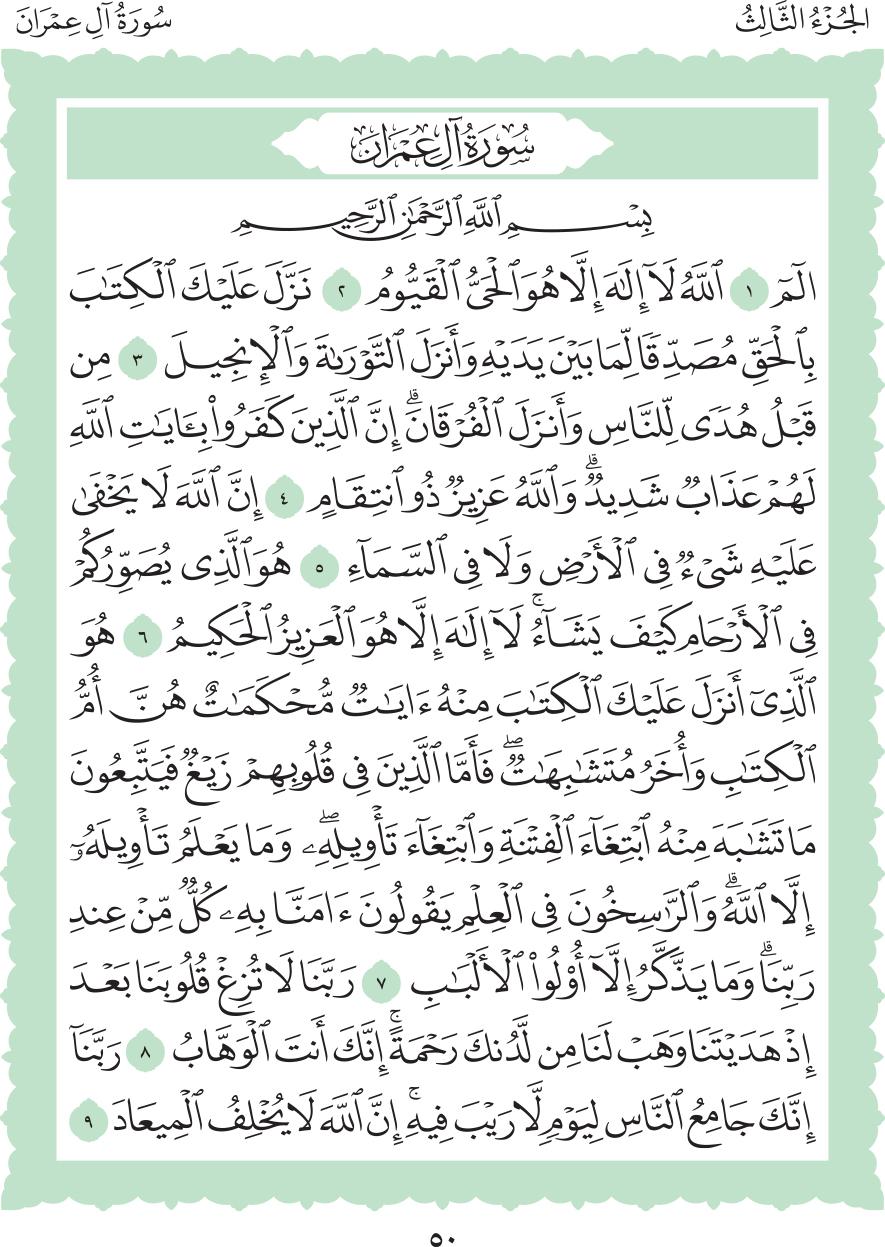 الجُزْءُ الثَّالِثُ
سُورَةُ آلِ عِمْرَانَ
سُورَةُ آلِ عِمْرَانَ
بِسْمِ ٱللَّهِ ٱلرَّحْمَٰنِ ٱلرَّحِيمِ
الٓمٓ ١ ٱللَّهُ لَآ إِلَٰهَ إِلَّا هُوَ ٱلْحَىُّ ٱلْقَيُّومُ ٢ نَزَّلَ عَلَيْكَ ٱلْكِتَٰبَ
بِٱلْحَقِّ مُصَدِّقًا لِّمَا بَيْنَ يَدَيْهِ وَأَنزَلَ ٱلتَّوْرَىٰةَ وَٱلْإِنجِيلَ ٣ مِن
قَبْلُ هُدًى لِّلنَّاسِ وَأَنزَلَ ٱلْفُرْقَانَۗ إِنَّ ٱلَّذِينَ كَفَرُوا۟ بِـَٔايَٰتِ ٱللَّهِ
لَهُمْ عَذَابٌ شَدِيدٌۗ وَٱللَّهُ عَزِيزٌ ذُو ٱنتِقَامٍ ٤ إِنَّ ٱللَّهَ لَا يَخْفَىٰ
عَلَيْهِ شَىْءٌ فِى ٱلْأَرْضِ وَلَا فِى ٱلسَّمَآءِ ٥ هُوَ ٱلَّذِى يُصَوِّرُكُمْ
فِى ٱلْأَرْحَامِ كَيْفَ يَشَآءُۚ لَآ إِلَٰهَ إِلَّا هُوَ ٱلْعَزِيزُ ٱلْحَكِيمُ ٦ هُوَ
ٱلَّذِىٓ أَنزَلَ عَلَيْكَ ٱلْكِتَٰبَ مِنْهُ ءَايَٰتٌ مُّحْكَمَٰتٌ هُنَّ أُمُّ
ٱلْكِتَٰبِ وَأُخَرُ مُتَشَٰبِهَٰتٌۖ فَأَمَّا ٱلَّذِينَ فِى قُلُوبِهِمْ زَيْغٌ فَيَتَّبِعُونَ
مَا تَشَٰبَهَ مِنْهُ ٱبْتِغَآءَ ٱلْفِتْنَةِ وَٱبْتِغَآءَ تَأْوِيلِهِۦۖ وَمَا يَعْلَمُ تَأْوِيلَهُۥٓ
إِلَّا ٱللَّهُۗ وَٱلرَّٰسِخُونَ فِى ٱلْعِلْمِ يَقُولُونَ ءَامَنَّا بِهِۦ كُلٌّ مِّنْ عِندِ
رَبِّنَاۗ وَمَا يَذَّكَّرُ إِلَّآ أُو۟لُوا۟ ٱلْأَلْبَٰبِ ٧ رَبَّنَا لَا تُزِغْ قُلُوبَنَا بَعْدَ
إِذْ هَدَيْتَنَا وَهَبْ لَنَا مِن لَّدُنكَ رَحْمَةًۚ إِنَّكَ أَنتَ ٱلْوَهَّابُ ٨ رَبَّنَآ
إِنَّكَ جَامِعُ ٱلنَّاسِ لِيَوْمٍ لَّا رَيْبَ فِيهِۚ إِنَّ ٱللَّهَ لَا يُخْلِفُ ٱلْمِيعَادَ ٩
٥٠